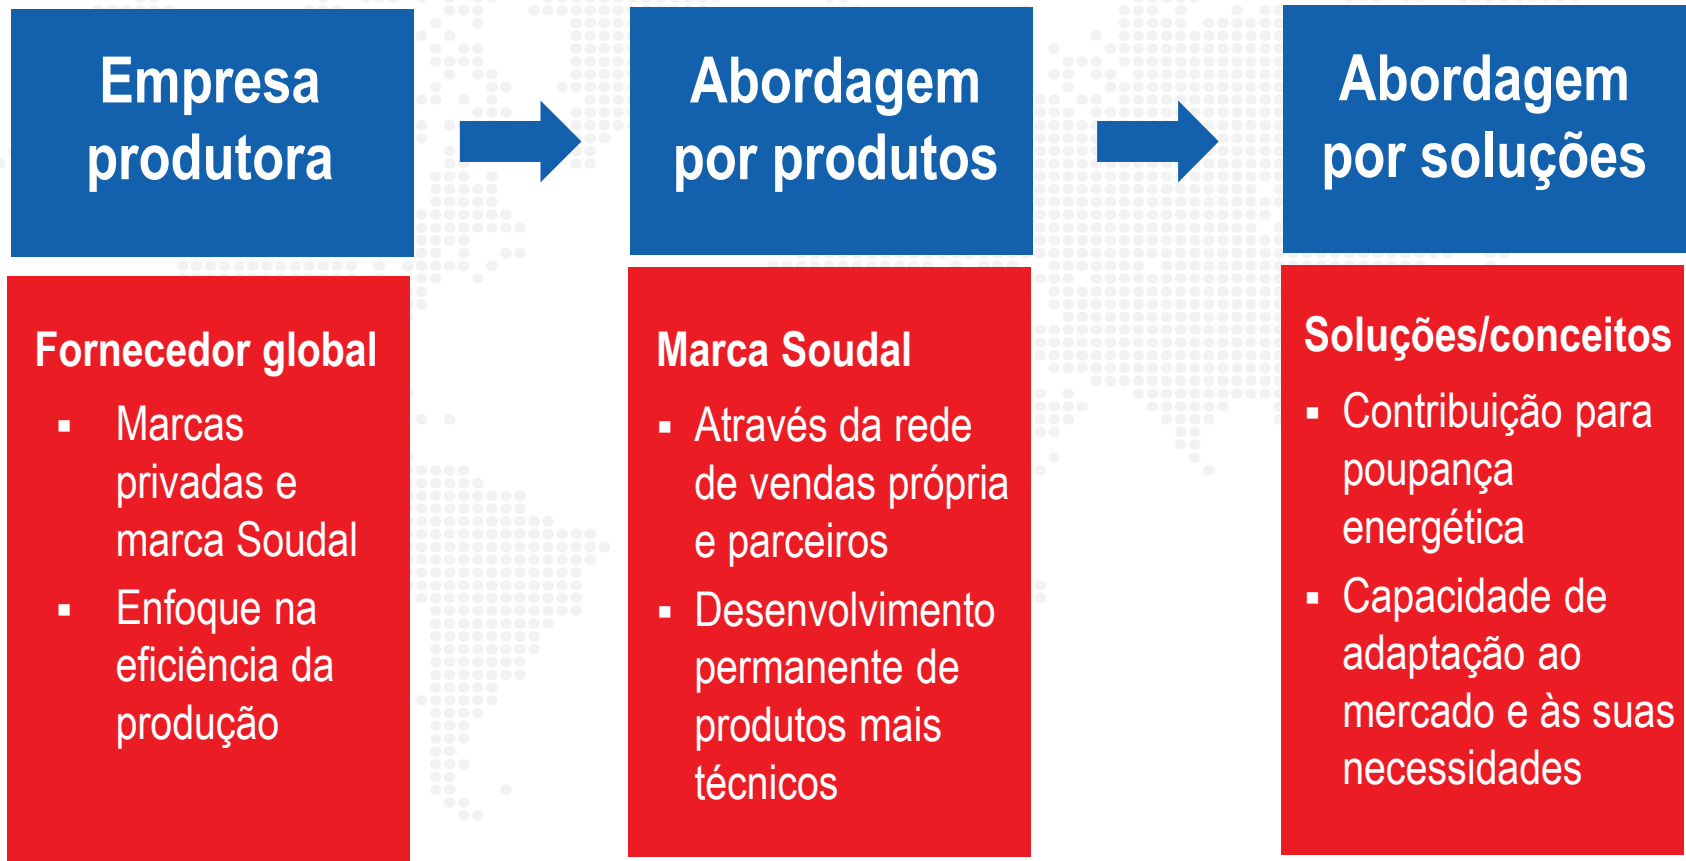 Empresa
produtora
Abordagem
por produtos
Abordagem
por soluções
Fornecedor global
▪ Marcas
privadas e
marca Soudal
▪ Enfoque na
eficiência da
produção
Marca Soudal
▪ Através da rede
de vendas própria
e parceiros
▪ Desenvolvimento
permanente de
produtos mais
técnicos
Soluções/conceitos
▪ Contribuição para
poupança
energética
▪ Capacidade de
adaptação ao
mercado e às suas
necessidades